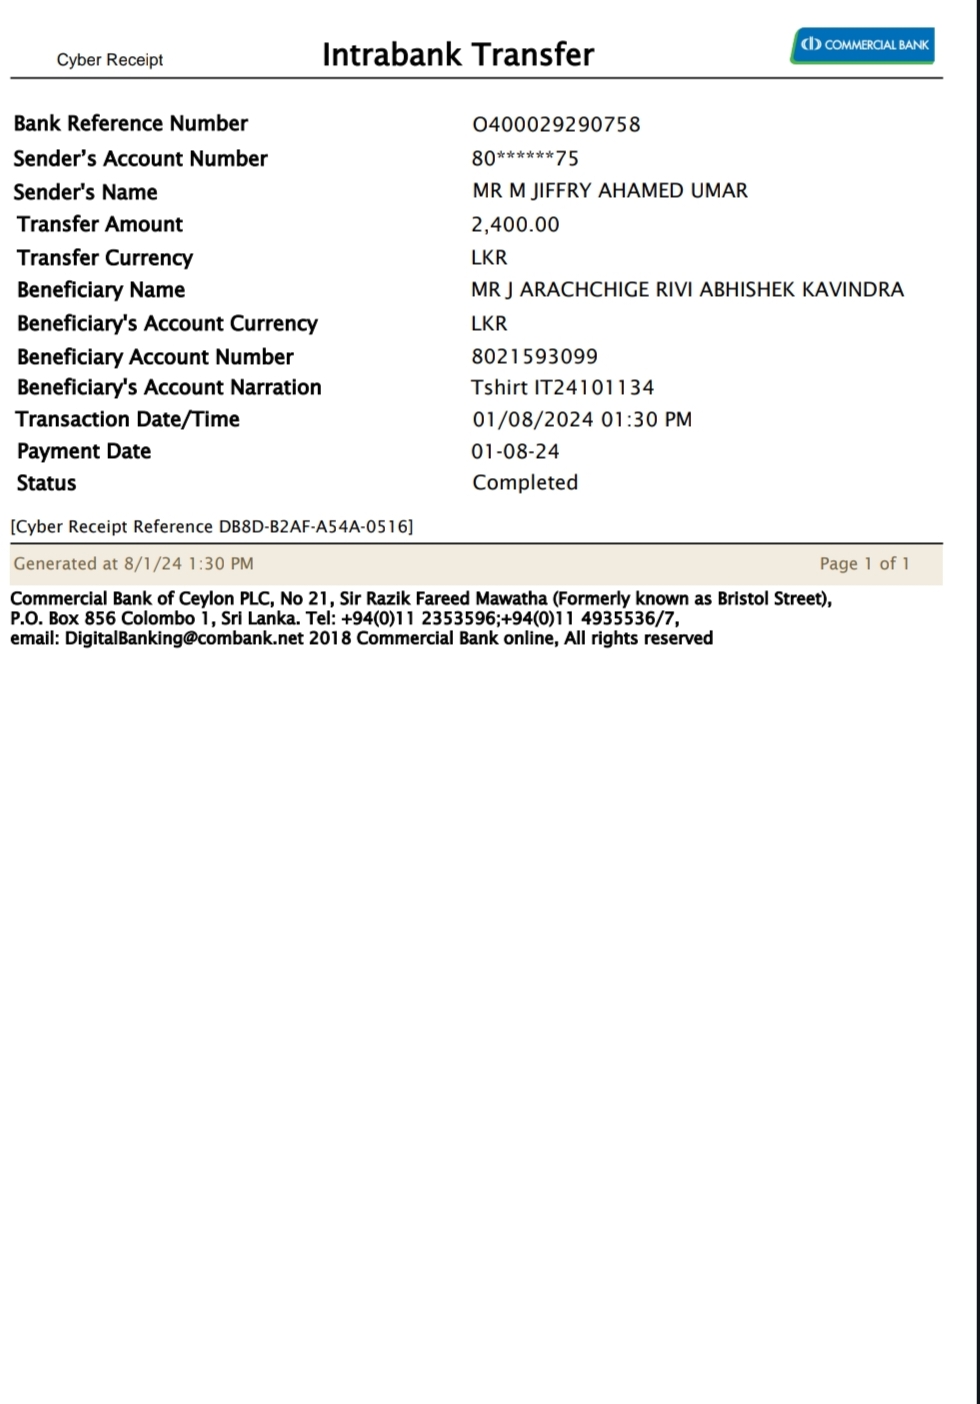 Cyber Receipt
Intrabank Transfer
COMMERCIAL BANK
Bank Reference Number O400029290758
Sender's Account Number 80******75
Sender's Name MR M JIFFRY AHAMED UMAR
Transfer Amount 2,400.00
Transfer Currency LKR
Beneficiary Name MR J ARACHCHIGE RIVI ABHISHEK KAVINDRA
Beneficiary's Account Currency LKR
Beneficiary Account Number 8021593099
Beneficiary's Account Narration Tshirt IT24101134
Transaction Date/Time 01/08/2024 01:30 PM
Payment Date 01-08-24
Status Completed
[Cyber Receipt Reference DB8D-B2AF-A54A-0516]
Generated at 8/1/24 1:30 PM Page 1 of 1
Commercial Bank of Ceylon PLC, No 21, Sir Razik Fareed Mawatha (Formerly known as Bristol Street),
P.O. Box 856 Colombo 1, Sri Lanka. Tel: +94(0)11 2353596;+94(0)11 4935536/7,
email: DigitalBanking@combank.net 2018 Commercial Bank online, All rights reserved